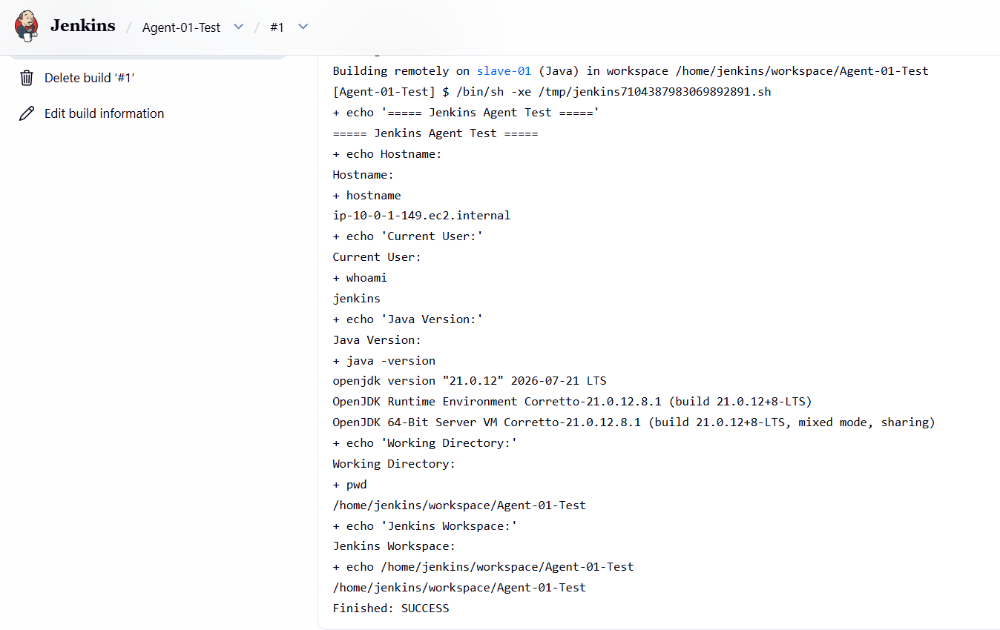 Jenkins / Agent-01-Test / #1
Delete build ‘#1’
Edit build information
Building remotely on slave-01 (Java) in workspace /home/jenkins/workspace/Agent-01-Test
[Agent-01-Test] $ /bin/sh -xe /tmp/jenkins7104387983069892891.sh
+ echo '===== Jenkins Agent Test ====='
===== Jenkins Agent Test =====
+ echo Hostname:
Hostname:
+ hostname
ip-10-0-1-149.ec2.internal
+ echo 'Current User:'
Current User:
+ whoami
jenkins
+ echo 'Java Version:'
Java Version:
+ java -version
openjdk version "21.0.12" 2026-07-21 LTS
OpenJDK Runtime Environment Corretto-21.0.12.8.1 (build 21.0.12+8-LTS)
OpenJDK 64-Bit Server VM Corretto-21.0.12.8.1 (build 21.0.12+8-LTS, mixed mode, sharing)
+ echo 'Working Directory:'
Working Directory:
+ pwd
/home/jenkins/workspace/Agent-01-Test
+ echo 'Jenkins Workspace:'
Jenkins Workspace:
+ echo /home/jenkins/workspace/Agent-01-Test
/home/jenkins/workspace/Agent-01-Test
Finished: SUCCESS